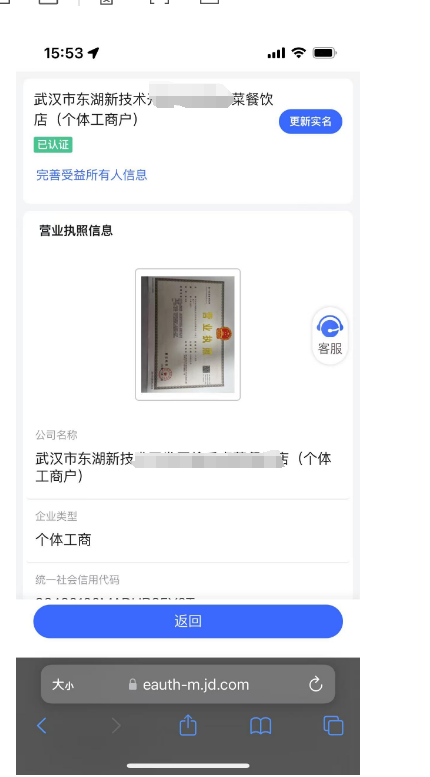 15:53
武汉市东湖新技术
菜餐饮
店（个体工商户）
更新实名
已认证
完善受益所有人信息
营业执照信息
营业执照
客服
公司名称
武汉市东湖新技
店（个体
工商户）
企业类型
个体工商
统一社会信用代码
返回
大小
eauth-m.jd.com